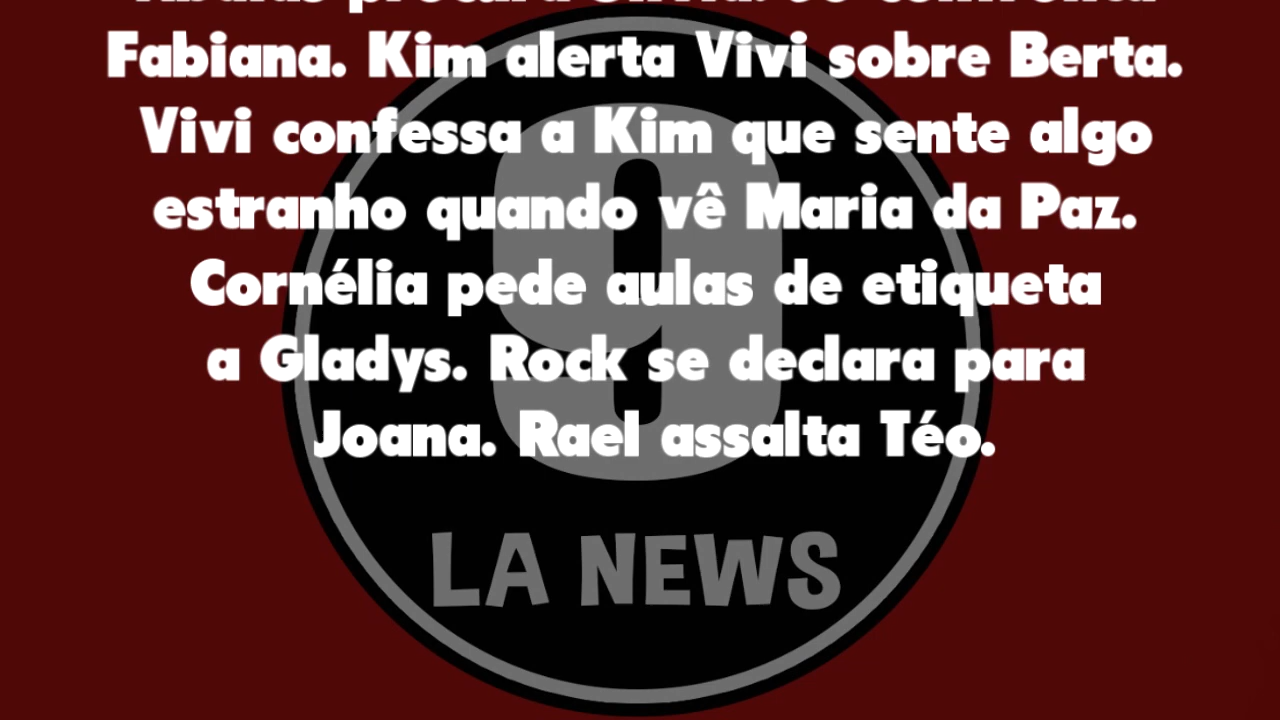 Fabiana. Kim alerta Vivi sobre Berta.
Vivi confessa a Kim que sente algo
estranho quando vê Maria da Paz.
Cornélia pede aulas de etiqueta
a Gladys. Rock se declara para
Joana. Rael assalta Téo.
9
LA NEWS